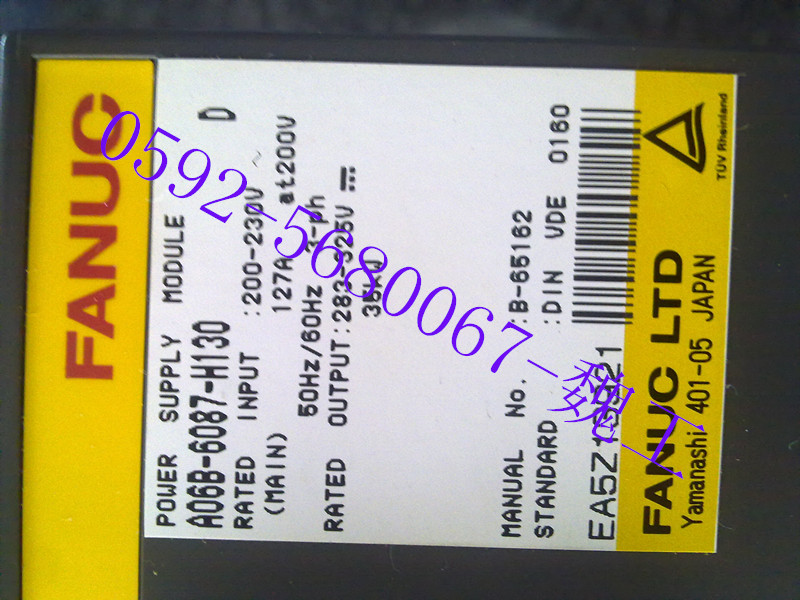 FANUC
POWER SUPPLY MODULE D
A06B-6087-H130
RATED INPUT :200-230V ~
(MAIN) 127A at200V
50Hz/60Hz 3-ph
RATED OUTPUT:283-325V
MANUAL No. :B-65162
STANDARD :DIN VDE 0160
FANUC LTD
Yamanashi 401-05 JAPAN
TÜV Rheinland
0592-5680067-魏工